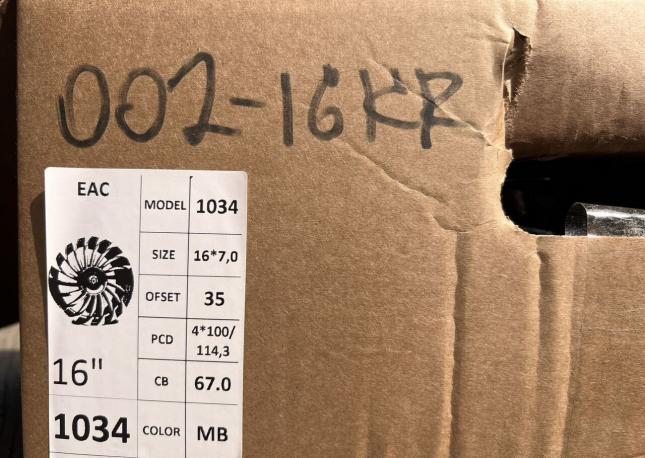 002-16KR
EAC
MODEL 1034
SIZE 16*7,0
OFSET 35
PCD 4*100/
114,3
16"
CB 67.0
1034
COLOR MB